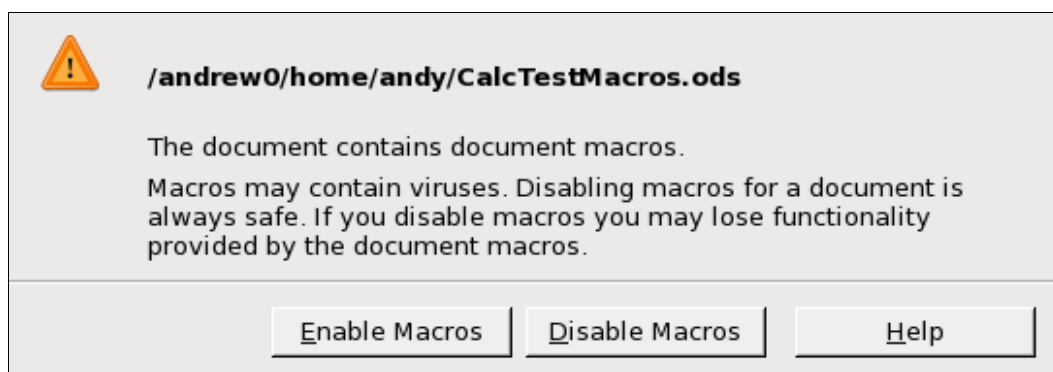 /andrew0/home/andy/CalcTestMacros.ods
The document contains document macros.
Macros may contain viruses. Disabling macros for a document is
always safe. If you disable macros you may lose functionality
provided by the document macros.
Enable Macros Disable Macros Help